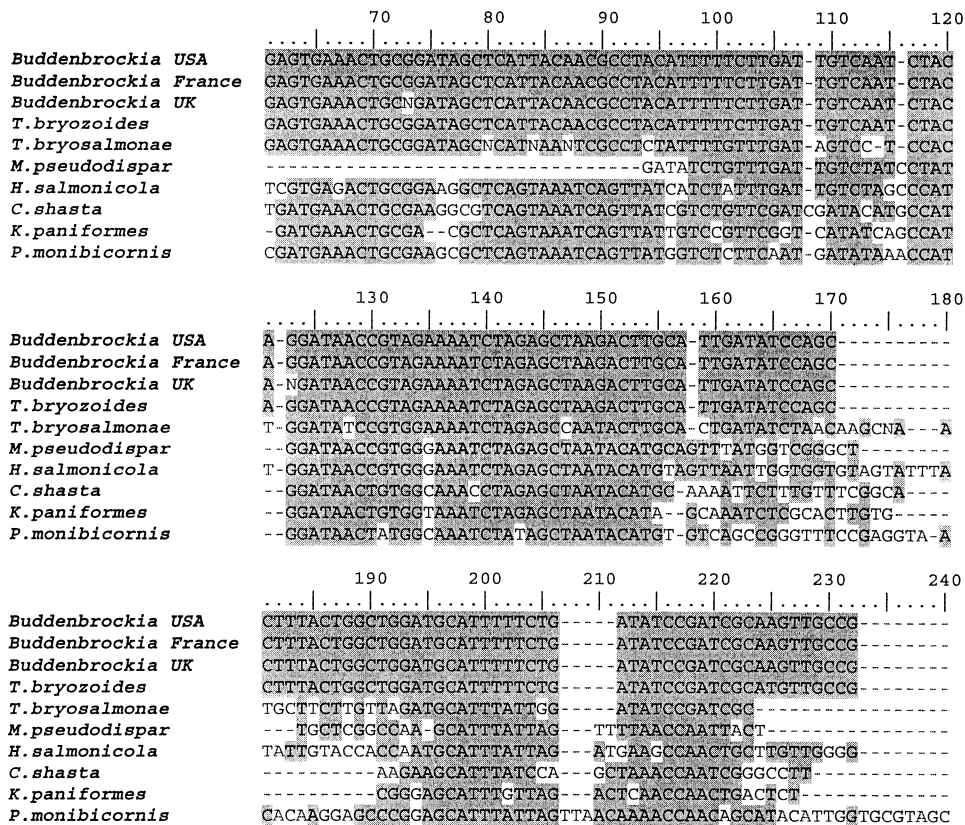 70 80 90 100 110 120
Buddenbrockia USA GAGTGAAACTGCGGATAGCTCATTACAACGCCTACATTTTTCTTGAT-TGTCAAT-CTAC
Buddenbrockia France GAGTGAAACTGCGGATAGCTCATTACAACGCCTACATTTTTCTTGAT-TGTCAAT-CTAC
Buddenbrockia UK GAGTGAAACTGCNGATAGCTCATTACAACGCCTACATTTTTCTTGAT-TGTCAAT-CTAC
T.bryozoides GAGTGAAACTGCGGATAGCTCATTACAACGCCTACATTTTTCTTGAT-TGTCAAT-CTAC
T.bryosalmonae GAGTGAAACTGCGGATAGCNCATNAANTCGCCTCTATTTTGTTTGAT-AGTCC-T-CCAC
M.pseudodispar ---------------------------------GATATCTGTTTGAT-TGTCTATCCTAT
H.salmonicola TCGTGAGACTGCGGAAGGCTCAGTAAATCAGTTATCATCTATTTGAT-TGTCTAGCCCAT
C.shasta TGATGAAACTGCGAAGGCGTCAGTAAATCAGTTATCGTCTGTTCGATCGATACATGCCAT
K.paniformes -GATGAAACTGCGA--CGCTCAGTAAATCAGTTATTGTCCGTTCGGT-CATATCAGCCAT
P.monibicornis CGATGAAACTGCGAAGCGCTCAGTAAATCAGTTATGGTCTCTTCAAT-GATATAAACCAT
130 140 150 160 170 180
Buddenbrockia USA A-GGATAACCGTAGAAAATCTAGAGCTAAGACTTGCA-TTGATATCCAGC----------
Buddenbrockia France A-GGATAACCGTAGAAAATCTAGAGCTAAGACTTGCA-TTGATATCCAGC----------
Buddenbrockia UK A-NGATAACCGTAGAAAATCTAGAGCTAAGACTTGCA-TTGATATCCAGC----------
T.bryozoides A-GGATAACCGTAGAAAATCTAGAGCTAAGACTTGCA-TTGATATCCAGC----------
T.bryosalmonae T-GGATATCCGTGGAAAATCTAGAGCCAATACTTGCA-CTGATATCTAACAAGCNA---A
M.pseudodispar --GGATAACCGTGGGAAATCTAGAGCTAATACATGCAGTTTATGGTCGGGCT--------
H.salmonicola T-GGATAACCGTGGGAAATCTAGAGCTAATACATGTAGTTAATTGGTGGTGTAGTATTTA
C.shasta --GGATAACTGTGGCAAACCTAGAGCTAATACATGC-AAAATTCTTTGTTTCGGCA----
K.paniformes --GGATAACTGTGGTAAATCTAGAGCTAATACATA--GCAAATCTCGCACTTGTG-----
P.monibicornis --GGATAACTATGGCAAATCTATAGCTAATACATGT-GTCAGCCGGGTTTCCGAGGTA-A
190 200 210 220 230 240
Buddenbrockia USA CTTTACTGGCTGGATGCATTTTTCTG-----ATATCCGATCGCAAGTTGCCG--------
Buddenbrockia France CTTTACTGGCTGGATGCATTTTTCTG-----ATATCCGATCGCAAGTTGCCG--------
Buddenbrockia UK CTTTACTGGCTGGATGCATTTTTCTG-----ATATCCGATCGCAAGTTGCCG--------
T.bryozoides CTTTACTGGCTGGATGCATTTTTCTG-----ATATCCGATCGCATGTTGCCG--------
T.bryosalmonae TGCTTCTTGTTAGATGCATTTATTGG-----ATATCCGATCGC-----------------
M.pseudodispar ---TGCTCGGCCAA-GCATTTATTAG---TTTTAACCAATTACT----------------
H.salmonicola TATTGTACCACCAATGCATTTATTAG---ATGAAGCCAACTGCTTGTTGGGG--------
C.shasta ----------AAGAAGCATTTATCCA---GCTAAACCAATCGGGCCTT------------
K.paniformes ----------CGGGAGCATTTGTTAG---ACTCAACCAACTGACTCT-------------
P.monibicornis CACAAGGAGCCCGGAGCATTTATTAGTTAACAAAACCAACAGCATACATTGGTGCGTAGC